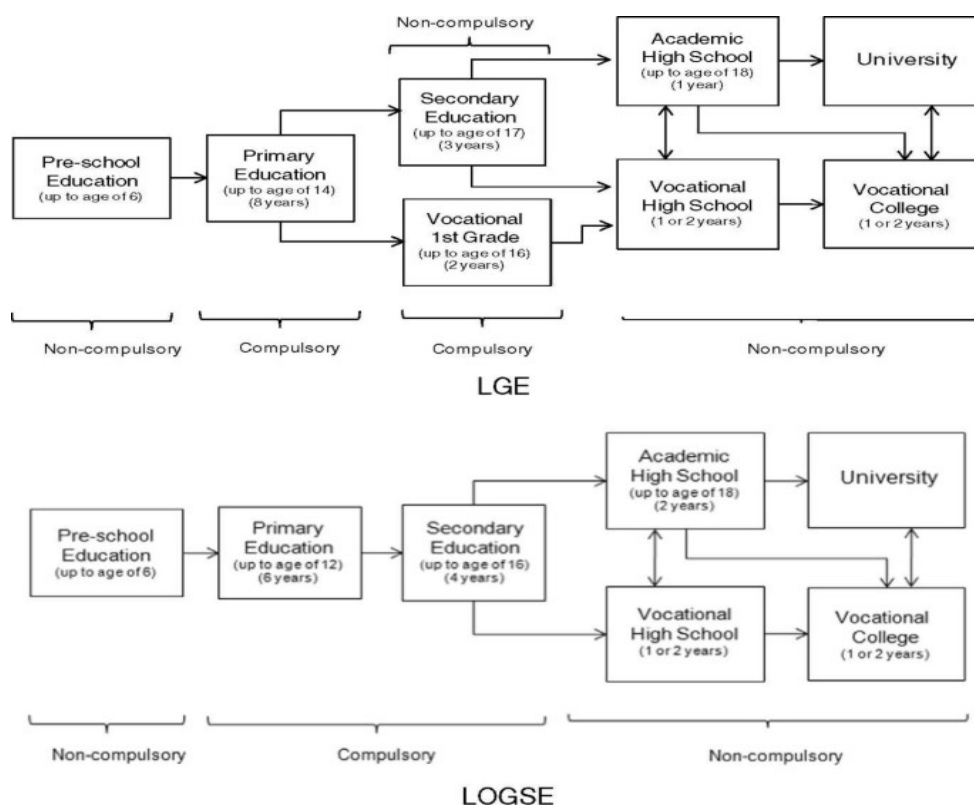 Non-compulsory
Academic
High School
(up to age of 18)
(1 year)
University
Secondary
Education
(up to age of 17)
(3 years)
Pre-school
Education
(up to age of 6)
Primary
Education
(up to age of 14)
(8 years)
Vocational
High School
(1 or 2 years)
Vocational
College
(1 or 2 years)
Vocational
1st Grade
(up to age of 16)
(2 years)
Non-compulsory
Compulsory
Compulsory
Non-compulsory
LGE
Academic
High School
(up to age of 18)
(2 years)
University
Pre-school
Education
(up to age of 6)
Primary
Education
(up to age of 12)
(6 years)
Secondary
Education
(up to age of 16)
(4 years)
Vocational
High School
(1 or 2 years)
Vocational
College
(1 or 2 years)
Non-compulsory
Compulsory
Non-compulsory
LOGSE